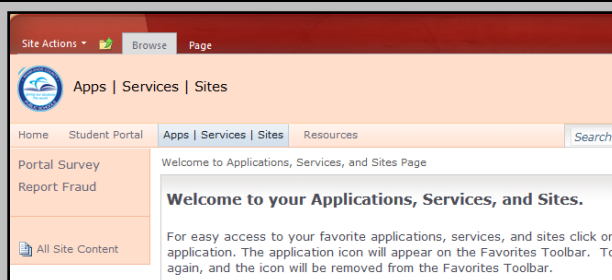 Site Actions Browse Page
Apps | Services | Sites
Home Student Portal Apps | Services | Sites Resources Search
Portal Survey
Welcome to Applications, Services, and Sites Page
Report Fraud
Welcome to your Applications, Services, and Sites.
For easy access to your favorite applications, services, and sites click or
All Site Content
application. The application icon will appear on the Favorites Toolbar. To
again, and the icon will be removed from the Favorites Toolbar.